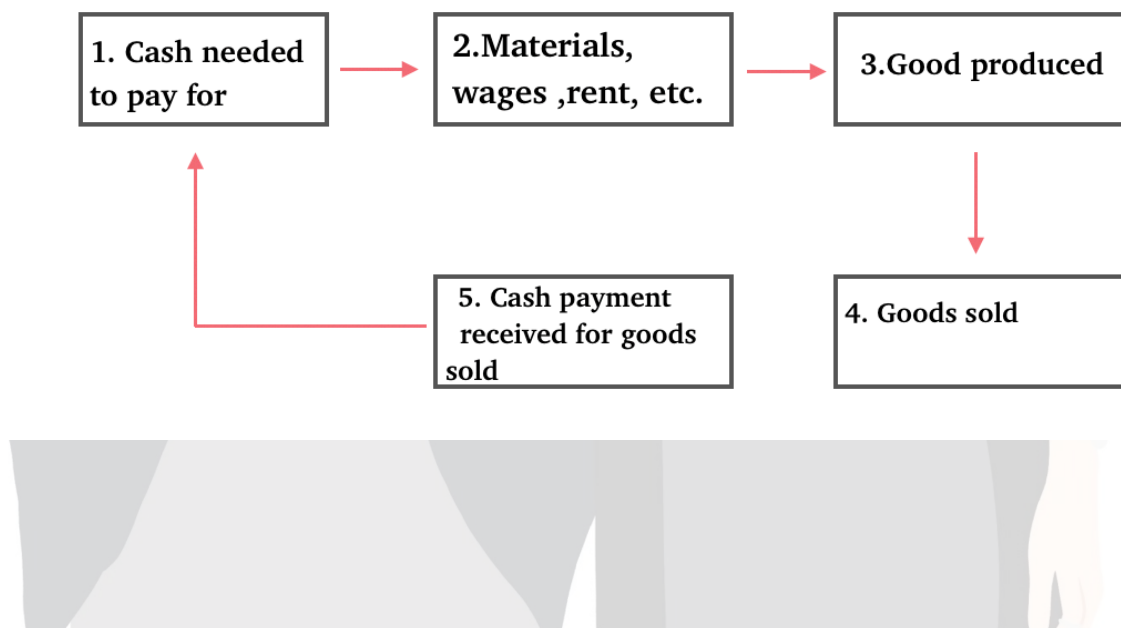 1. Cash needed
to pay for
2.Materials,
wages ,rent, etc.
3.Good produced
4. Goods sold
5. Cash payment
received for goods
sold